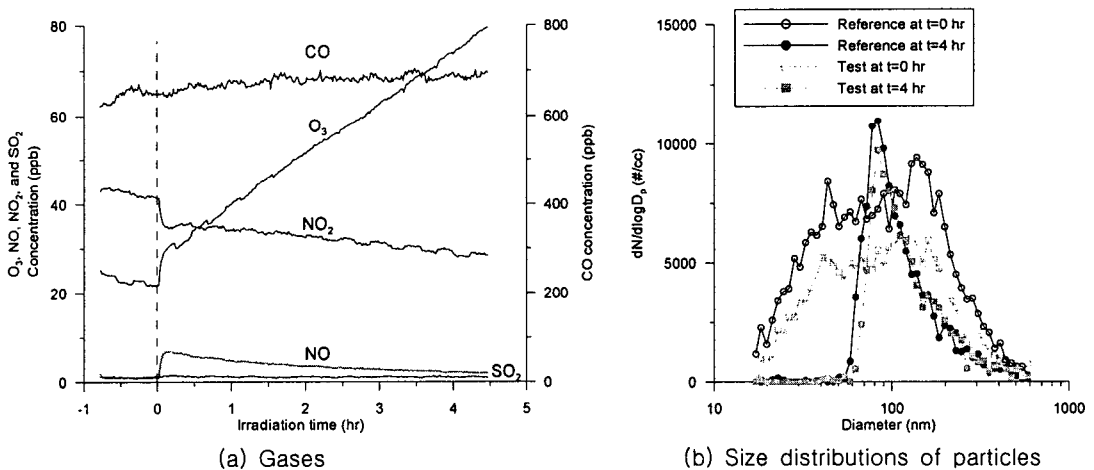 80
60
40
20
0
O3, NO, NO2, and SO2
Concentration (ppb)
CO
O3
NO2
NO
SO2
800
600
400
200
0
CO concentration (ppb)
-1 0 1 2 3 4 5
Irradiation time (hr)
(a) Gases
15000
10000
5000
0
dN/dlogDp (#/cc)
Reference at t=0 hr
Reference at t=4 hr
Test at t=0 hr
Test at t=4 hr
10 100 1000
Diameter (nm)
(b) Size distributions of particles